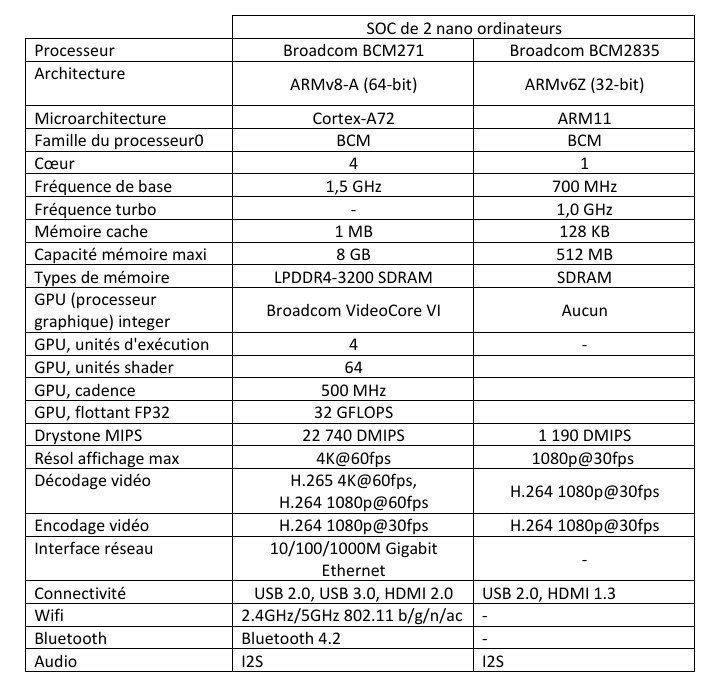 SOC de 2 nano ordinateurs
Processeur Broadcom BCM271 Broadcom BCM2835
Architecture ARMv8-A (64-bit) ARMv6Z (32-bit)
Microarchitecture Cortex-A72 ARM11
Famille du processeur0 BCM BCM
Cœur 4 1
Fréquence de base 1,5 GHz 700 MHz
Fréquence turbo - 1,0 GHz
Mémoire cache 1 MB 128 KB
Capacité mémoire maxi 8 GB 512 MB
Types de mémoire LPDDR4-3200 SDRAM SDRAM
GPU (processeur
graphique) integer Broadcom VideoCore VI Aucun
GPU, unités d'exécution 4 -
GPU, unités shader 64
GPU, cadence 500 MHz
GPU, flottant FP32 32 GFLOPS
Drystone MIPS 22 740 DMIPS 1 190 DMIPS
Résol affichage max 4K@60fps 1080p@30fps
Décodage vidéo H.265 4K@60fps,
H.264 1080p@60fps H.264 1080p@30fps
Encodage vidéo H.264 1080p@30fps H.264 1080p@30fps
Interface réseau 10/100/1000M Gigabit
Ethernet -
Connectivité USB 2.0, USB 3.0, HDMI 2.0 USB 2.0, HDMI 1.3
Wifi 2.4GHz/5GHz 802.11 b/g/n/ac -
Bluetooth Bluetooth 4.2 -
Audio I2S I2S